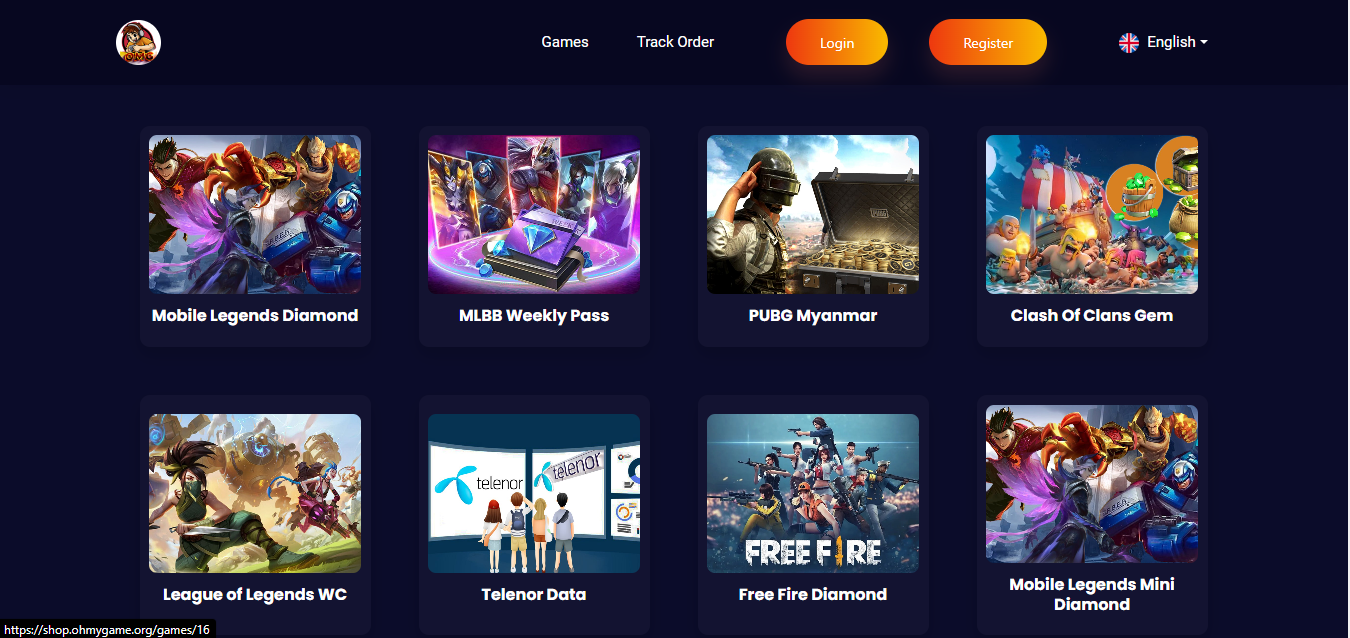 OMG
Games
Track Order
Login
Register
English
PUBG
Mobile Legends Diamond
MLBB Weekly Pass
PUBG Myanmar
Clash Of Clans Gem
telenor
telenor
FREE FIRE
League of Legends WC
Telenor Data
Free Fire Diamond
Mobile Legends Mini
Diamond
https://shop.ohmygame.org/games/16